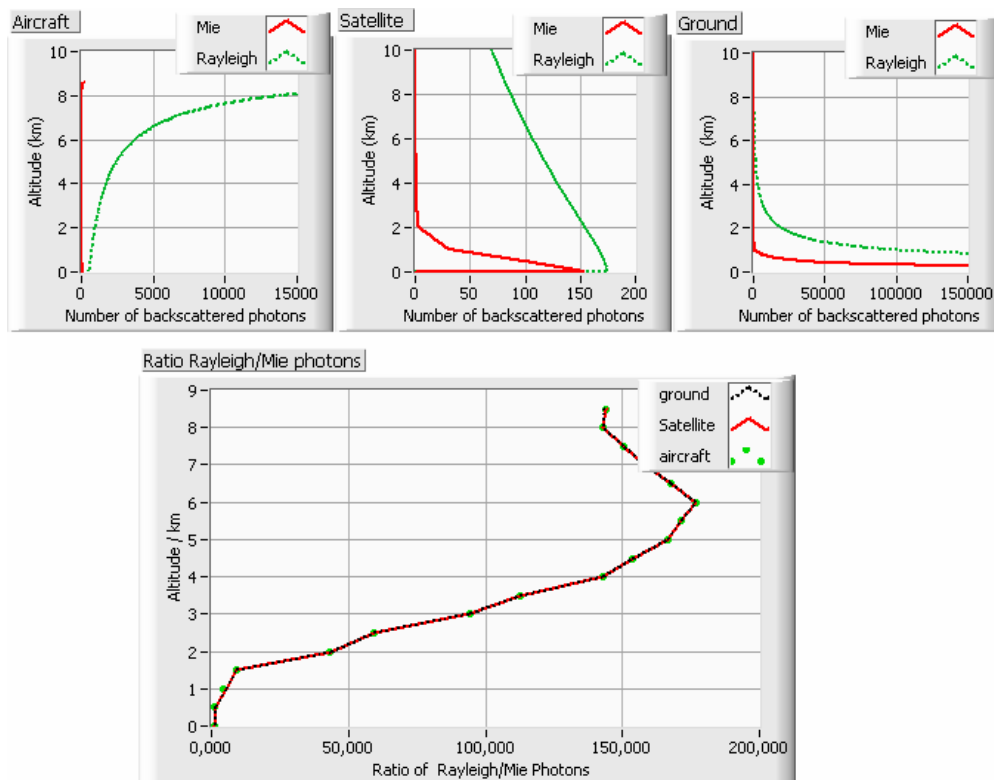 Aircraft
Mie
Rayleigh
10
8
6
4
2
0
Altitude (km)
0
5000
10000
15000
Number of backscattered photons
Satellite
Mie
Rayleigh
10
8
6
4
2
0
Altitude (km)
0
50
100
150
200
Number of backscattered photons
Ground
Mie
Rayleigh
10
8
6
4
2
0
Altitude (km)
0
50000
100000
150000
Number of backscattered photons
Ratio Rayleigh/Mie photons
ground
Satellite
aircraft
9
8
7
6
5
4
3
2
1
0
Altitude / km
0,000
50,000
100,000
150,000
200,000
Ratio of Rayleigh/Mie Photons